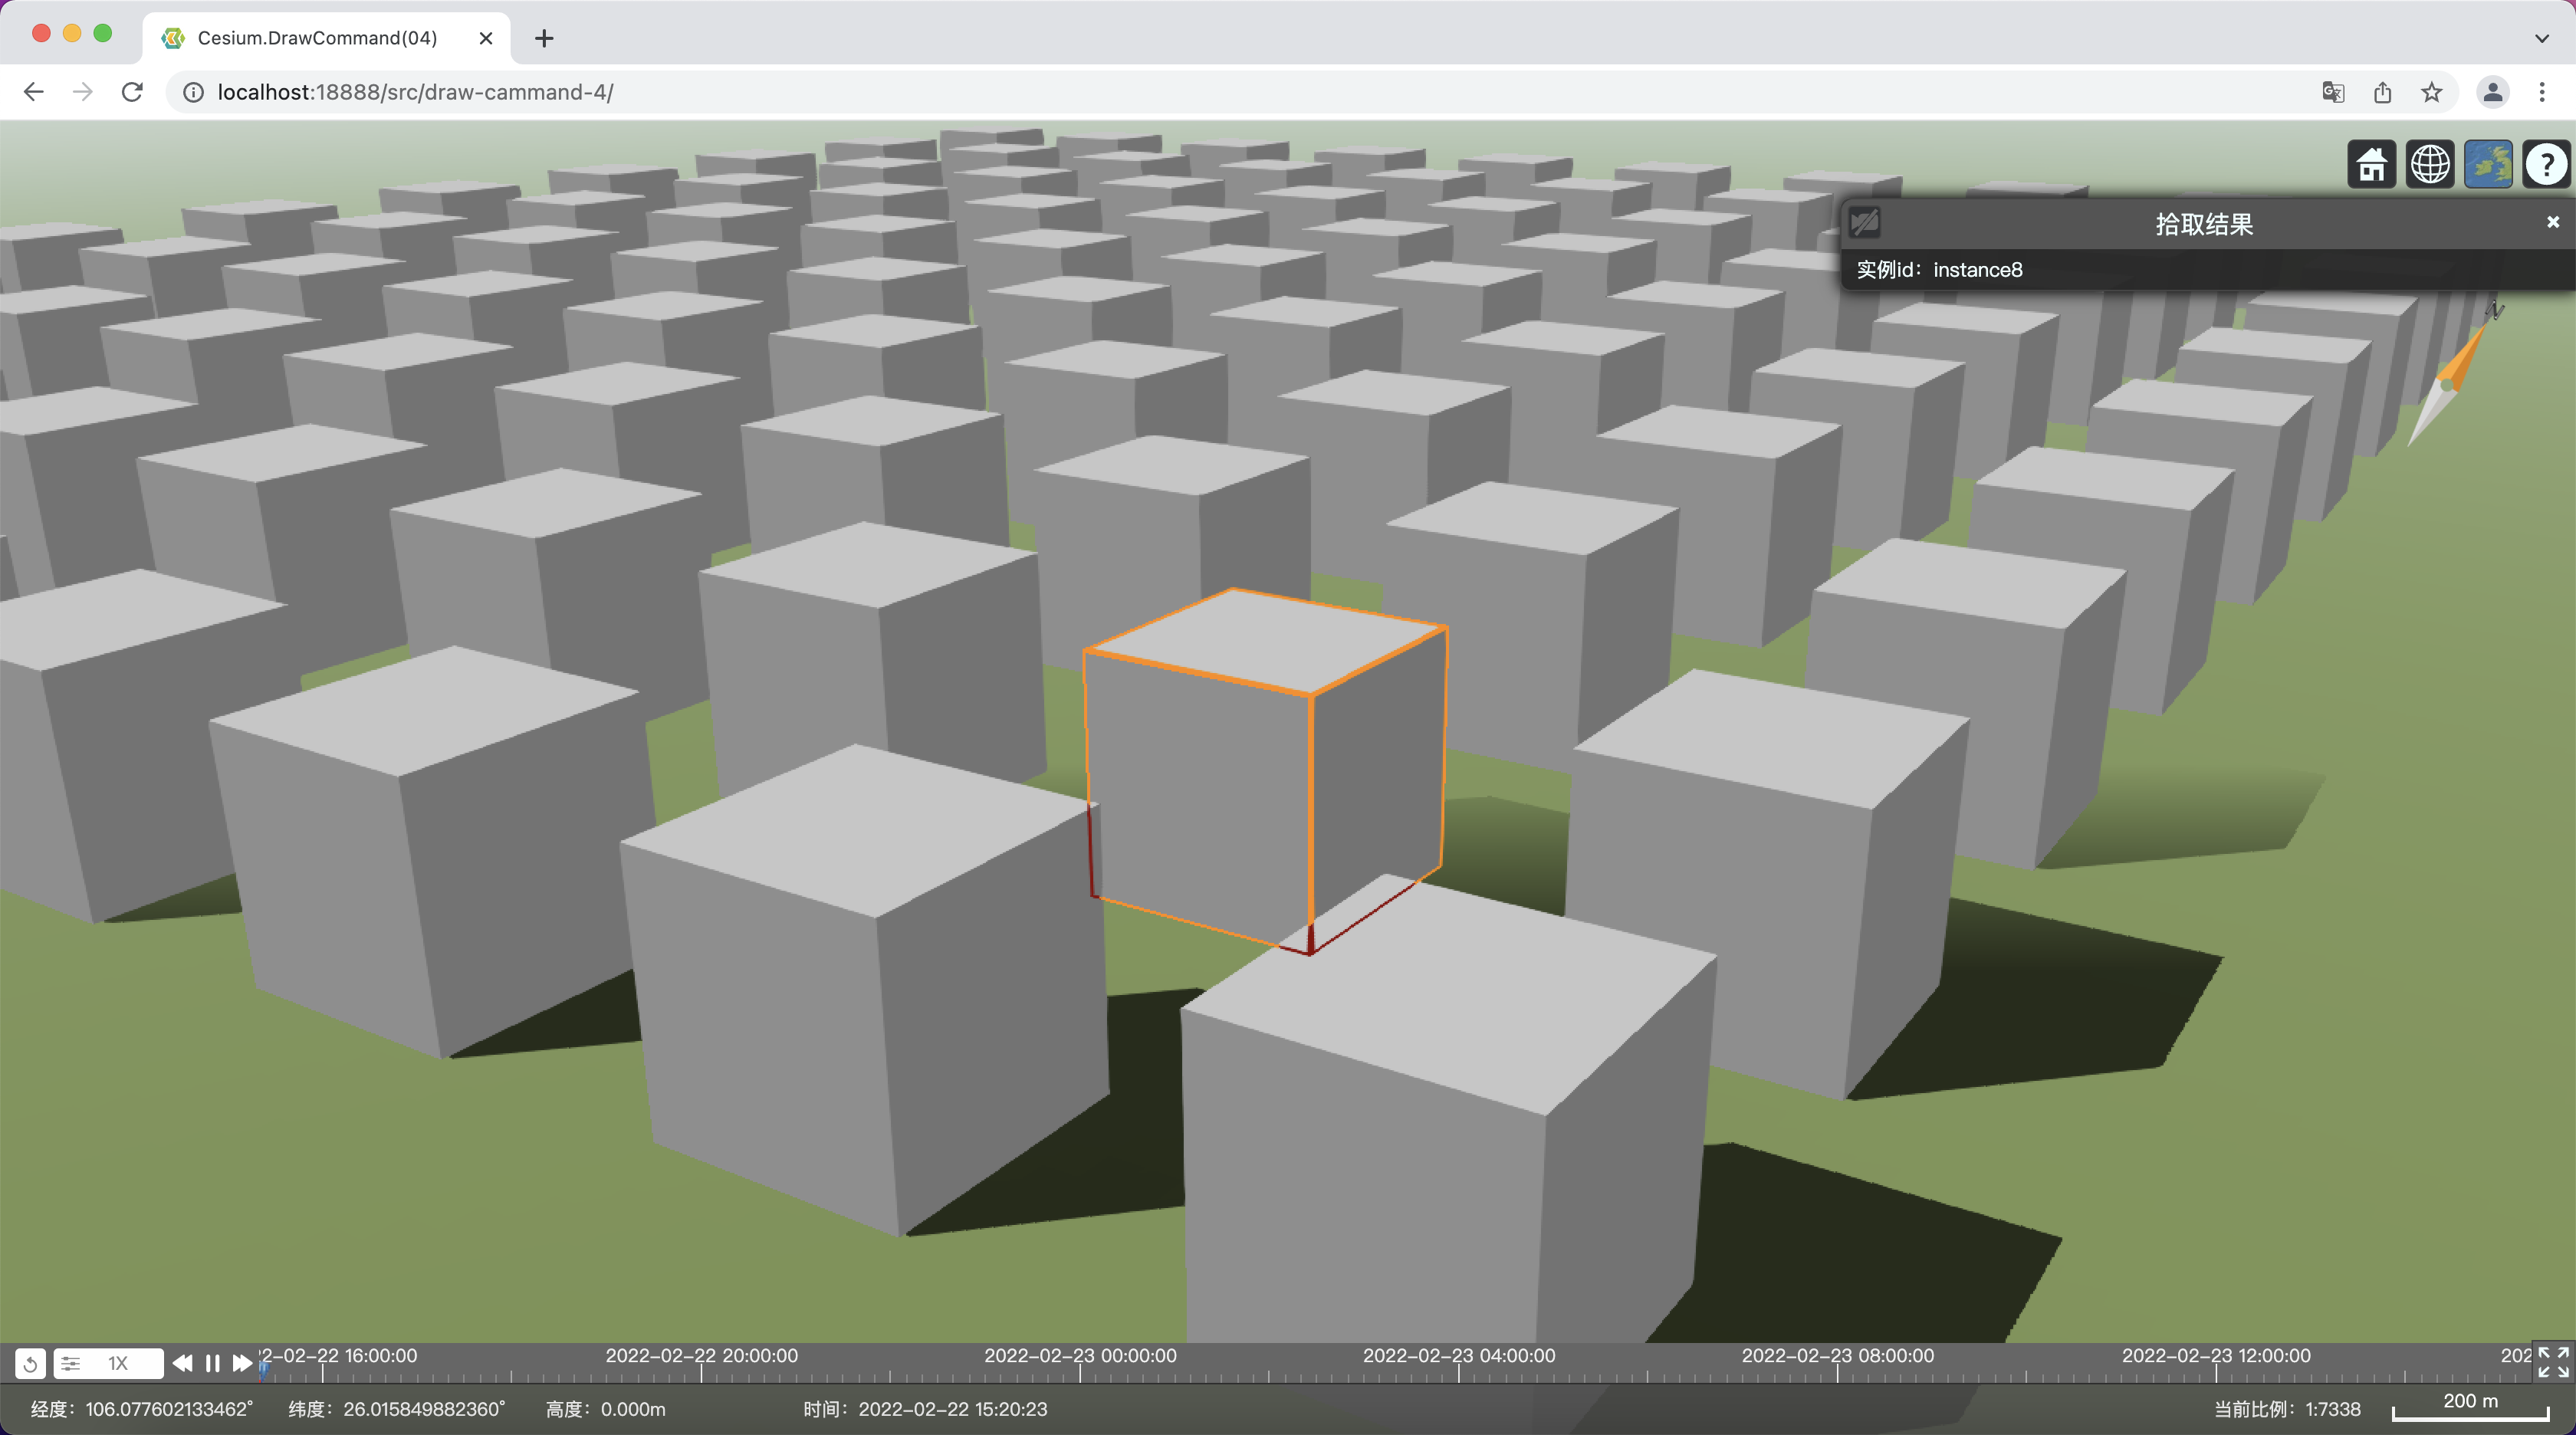 Cesium.DrawCommand(04)
localhost:18888/src/draw-cammand-4/
拾取结果
实例id：instance8
N
1X
2-02-22 16:00:00
2022-02-22 20:00:00
2022-02-23 00:00:00
2022-02-23 04:00:00
2022-02-23 08:00:00
2022-02-23 12:00:00
202
经度：106.077602133462°
纬度：26.015849882360°
高度：0.000m
时间：2022-02-22 15:20:23
当前比例：1:7338
200 m